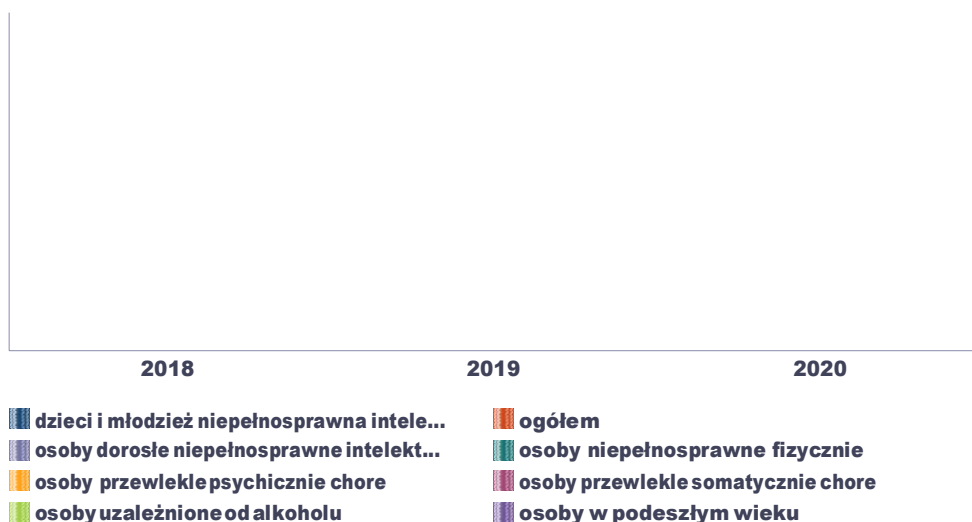 2018 2019 2020
dzieci i młodzież niepełnosprawna intele... ogółem
osoby dorosłe niepełnosprawne intelekt... osoby niepełnosprawne fizycznie
osoby przewlekle psychicznie chore osoby przewlekle somatycznie chore
osoby uzależnione od alkoholu osoby w podeszłym wieku